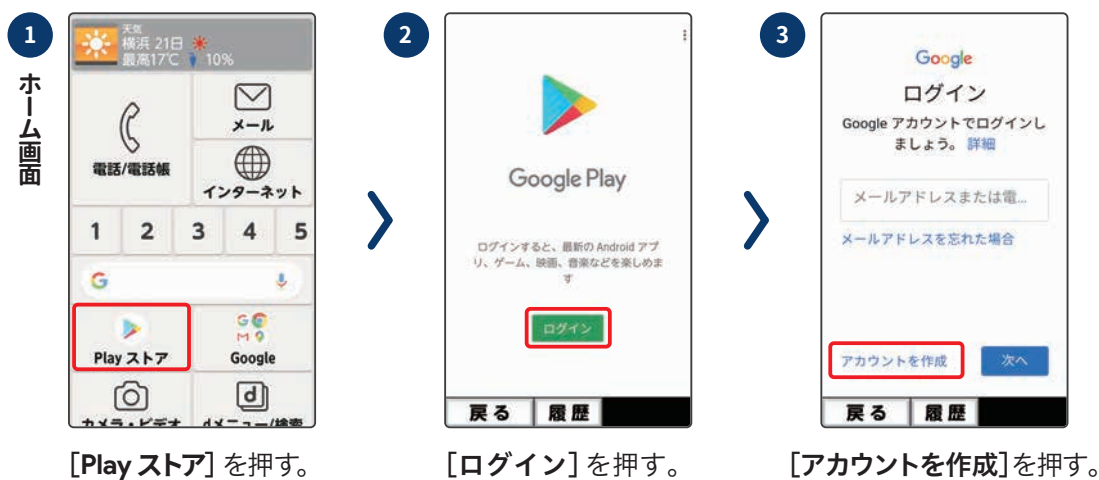 1
ホーム画面
天気
横浜 21日
最高17℃ 10%
電話/電話帳
メール
インターネット
1 2 3 4 5
Play ストア
Google
カメラ・ビデオ
dメニュー/検索
[Play ストア] を押す。
2
Google Play
ログインすると、最新の Android アプ
リ、ゲーム、映画、音楽などを楽しめま
す
ログイン
戻る 履歴
[ログイン] を押す。
3
Google
ログイン
Google アカウントでログインし
ましょう。 詳細
メールアドレスまたは電...
メールアドレスを忘れた場合
アカウントを作成 次へ
戻る 履歴
[アカウントを作成]を押す。